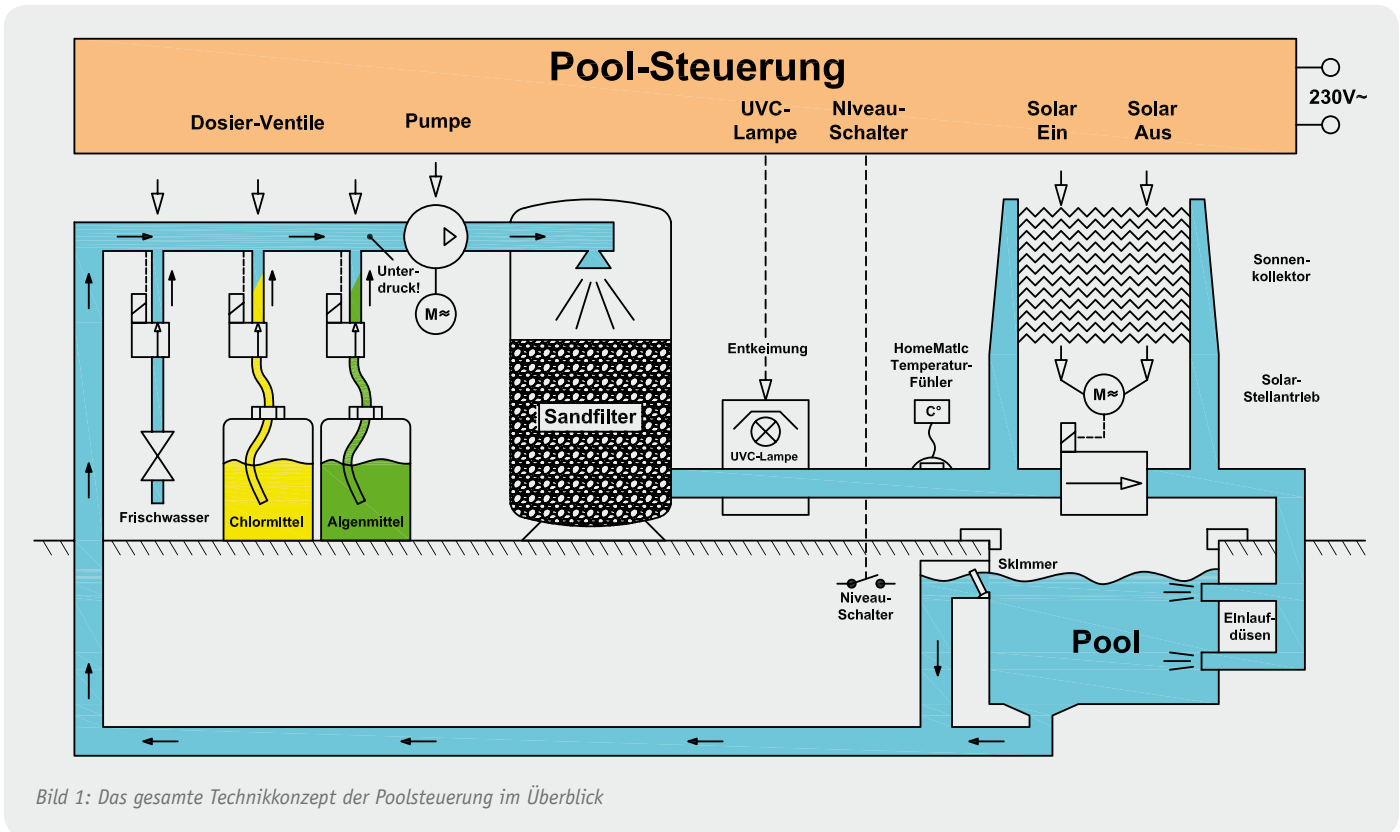 Pool-Steuerung
Dosier-Ventile
Pumpe
UVC-
Lampe
NIveau-
Schalter
Solar
Ein
Solar
Aus
230V~
Unter-
druck!
M≈
Sonnen-
kollektor
Entkeimung
HomeMatIc
Temperatur-
Fühler
C°
M≈
Solar-
Stellantrieb
Sandfilter
UVC-Lampe
Frischwasser
Chlormittel
Algenmittel
SkImmer
Niveau-
Schalter
Pool
EInlauf-
düsen
Bild 1: Das gesamte Technikkonzept der Poolsteuerung im Überblick